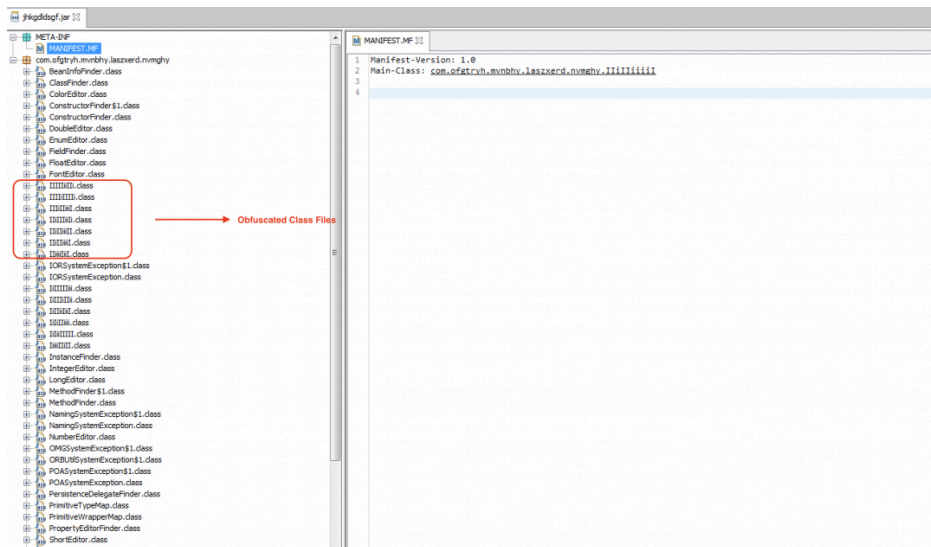 jhkgdldsgf.jar
META-INF
MANIFEST.MF
com.ofgtryh.mvnbhy.laszxerd.nvmghy
BeanInfoFinder.class
ClassFinder.class
ColorEditor.class
ConstructorFinder$1.class
ConstructorFinder.class
DoubleEditor.class
EnumEditor.class
FieldFinder.class
FloatEditor.class
FontEditor.class
Obfuscated Class Files
IORSystemException$1.class
IORSystemException.class
InstanceFinder.class
IntegerEditor.class
LongEditor.class
MethodFinder$1.class
MethodFinder.class
NamingSystemException$1.class
NamingSystemException.class
NumberEditor.class
OMGSystemException$1.class
ORBUtilSystemException$1.class
POASystemException$1.class
POASystemException.class
PersistenceDelegateFinder.class
PrimitiveTypeMap.class
PrimitiveWrapperMap.class
PropertyEditorFinder.class
ShortEditor.class
MANIFEST.MF
1 Manifest-Version: 1.0
2 Main-Class: com.ofgtryh.mvnbhy.laszxerd.nvmghy.IIiIIiiiiI
3
4